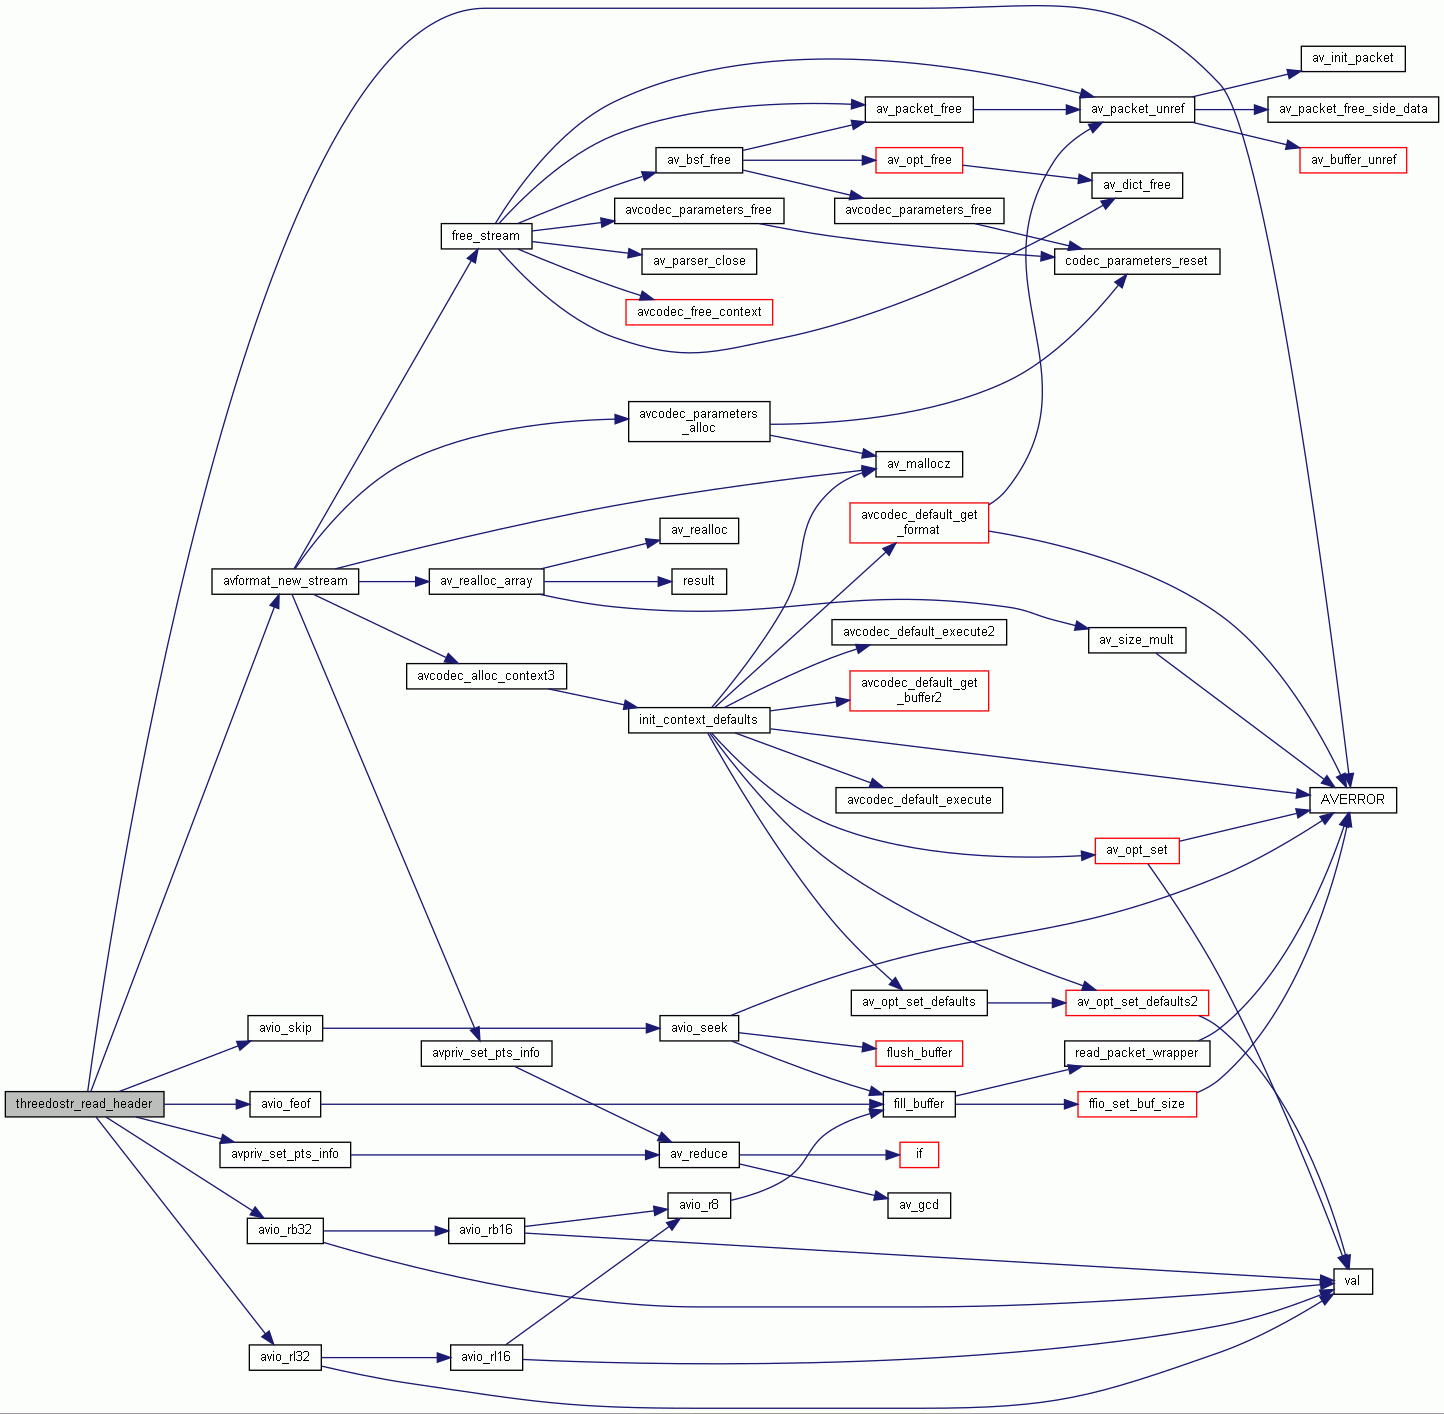 av_init_packet
av_packet_free
av_packet_unref
av_packet_free_side_data
av_bsf_free
av_opt_free
av_buffer_unref
av_dict_free
avcodec_parameters_free
avcodec_parameters_free
free_stream
av_parser_close
codec_parameters_reset
avcodec_free_context
avcodec_parameters
_alloc
av_mallocz
avcodec_default_get
_format
av_realloc
avformat_new_stream
av_realloc_array
result
avcodec_default_execute2
av_size_mult
avcodec_alloc_context3
avcodec_default_get
_buffer2
init_context_defaults
avcodec_default_execute
AVERROR
av_opt_set
av_opt_set_defaults
av_opt_set_defaults2
avio_skip
avio_seek
avpriv_set_pts_info
flush_buffer
read_packet_wrapper
threedostr_read_header
avio_feof
fill_buffer
ffio_set_buf_size
avpriv_set_pts_info
av_reduce
if
avio_r8
av_gcd
avio_rb32
avio_rb16
val
avio_rl32
avio_rl16